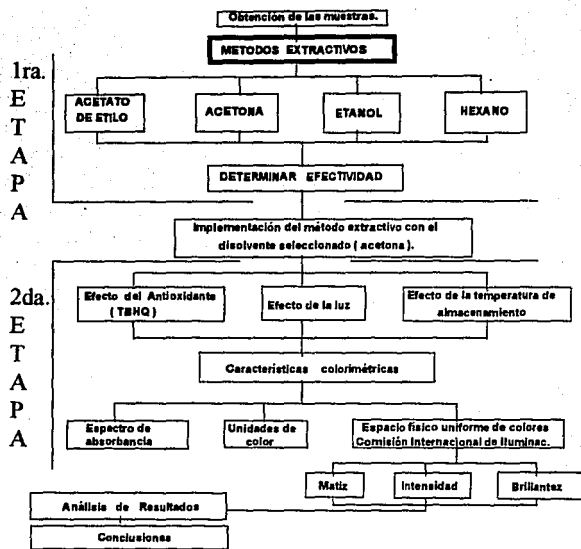 Obtención de las muestras.
METODOS EXTRACTIVOS
1ra.
E
T
A
P
A
ACETATO
DE ETILO
ACETONA
ETANOL
HEXANO
DETERMINAR EFECTIVIDAD
Implementación del método extractivo con el
disolvente seleccionado ( acetona ).
2da.
E
T
A
P
A
Efecto del Antioxidante
( TBHQ )
Efecto de la luz
Efecto de la temperatura de
almacenamiento
Características colorimétricas
Espectro de
absorbancia
Unidades de
color
Espacio físico uniforme de colores
Comisión Internacional de Iluminac.
Matiz
Intensidad
Brillantez
Análisis de Resultados
Conclusiones